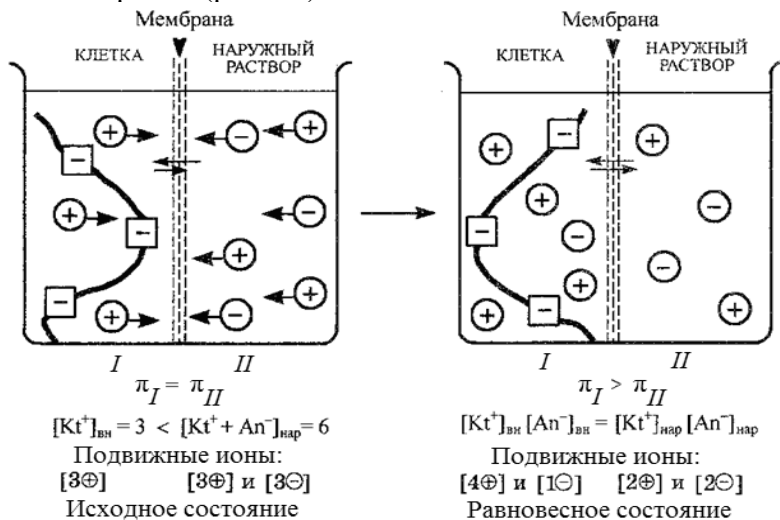 Мембрана
КЛЕТКА НАРУЖНЫЙ
РАСТВОР
I II
π_I = π_II
[Kt⁺]вн = 3 < [Kt⁺ + An⁻]нар = 6
Подвижные ионы:
[3⊕] [3⊕] и [3⊖]
Исходное состояние
Мембрана
КЛЕТКА НАРУЖНЫЙ
РАСТВОР
I II
π_I > π_II
[Kt⁺]вн [An⁻]вн = [Kt⁺]нар [An⁻]нар
Подвижные ионы:
[4⊕] и [1⊖] [2⊕] и [2⊖]
Равновесное состояние